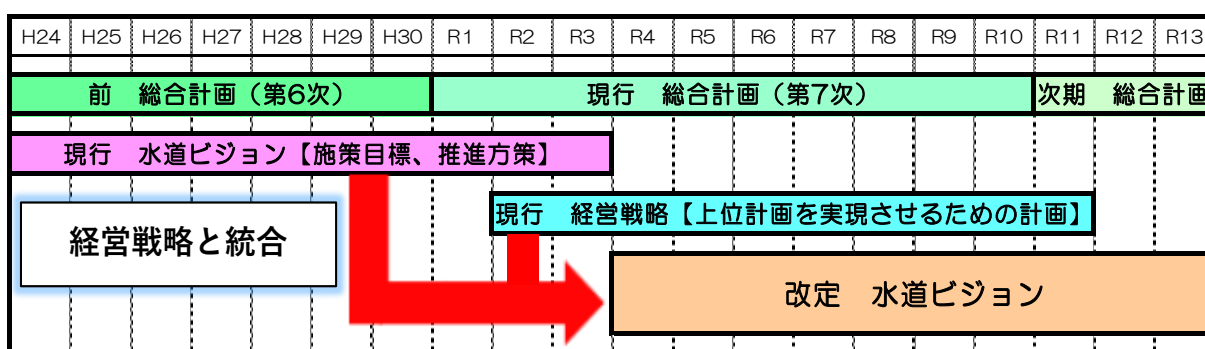 H24 H25 H26 H27 H28 H29 H30 R1 R2 R3 R4 R5 R6 R7 R8 R9 R10 R11 R12 R13
前　総合計画（第6次） 現行　総合計画（第7次） 次期　総合計画
現行　水道ビジョン【施策目標、推進方策】
現行　経営戦略【上位計画を実現させるための計画】
経営戦略と統合
改定　水道ビジョン